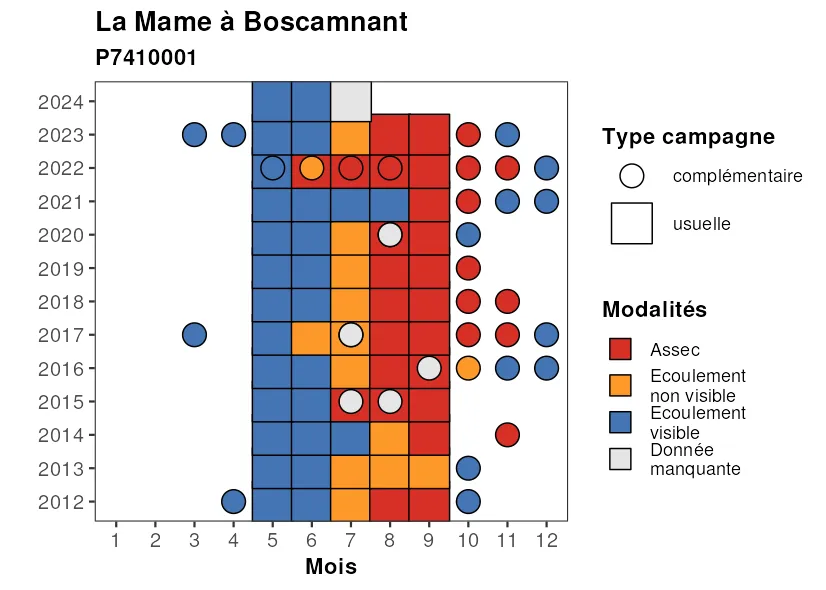 La Mame à Boscamnant
P7410001
2024
2023
2022
2021
2020
2019
2018
2017
2016
2015
2014
2013
2012
1 2 3 4 5 6 7 8 9 10 11 12
Mois
Type campagne
complémentaire
usuelle
Modalités
Assec
Ecoulement
non visible
Ecoulement
visible
Donnée
manquante